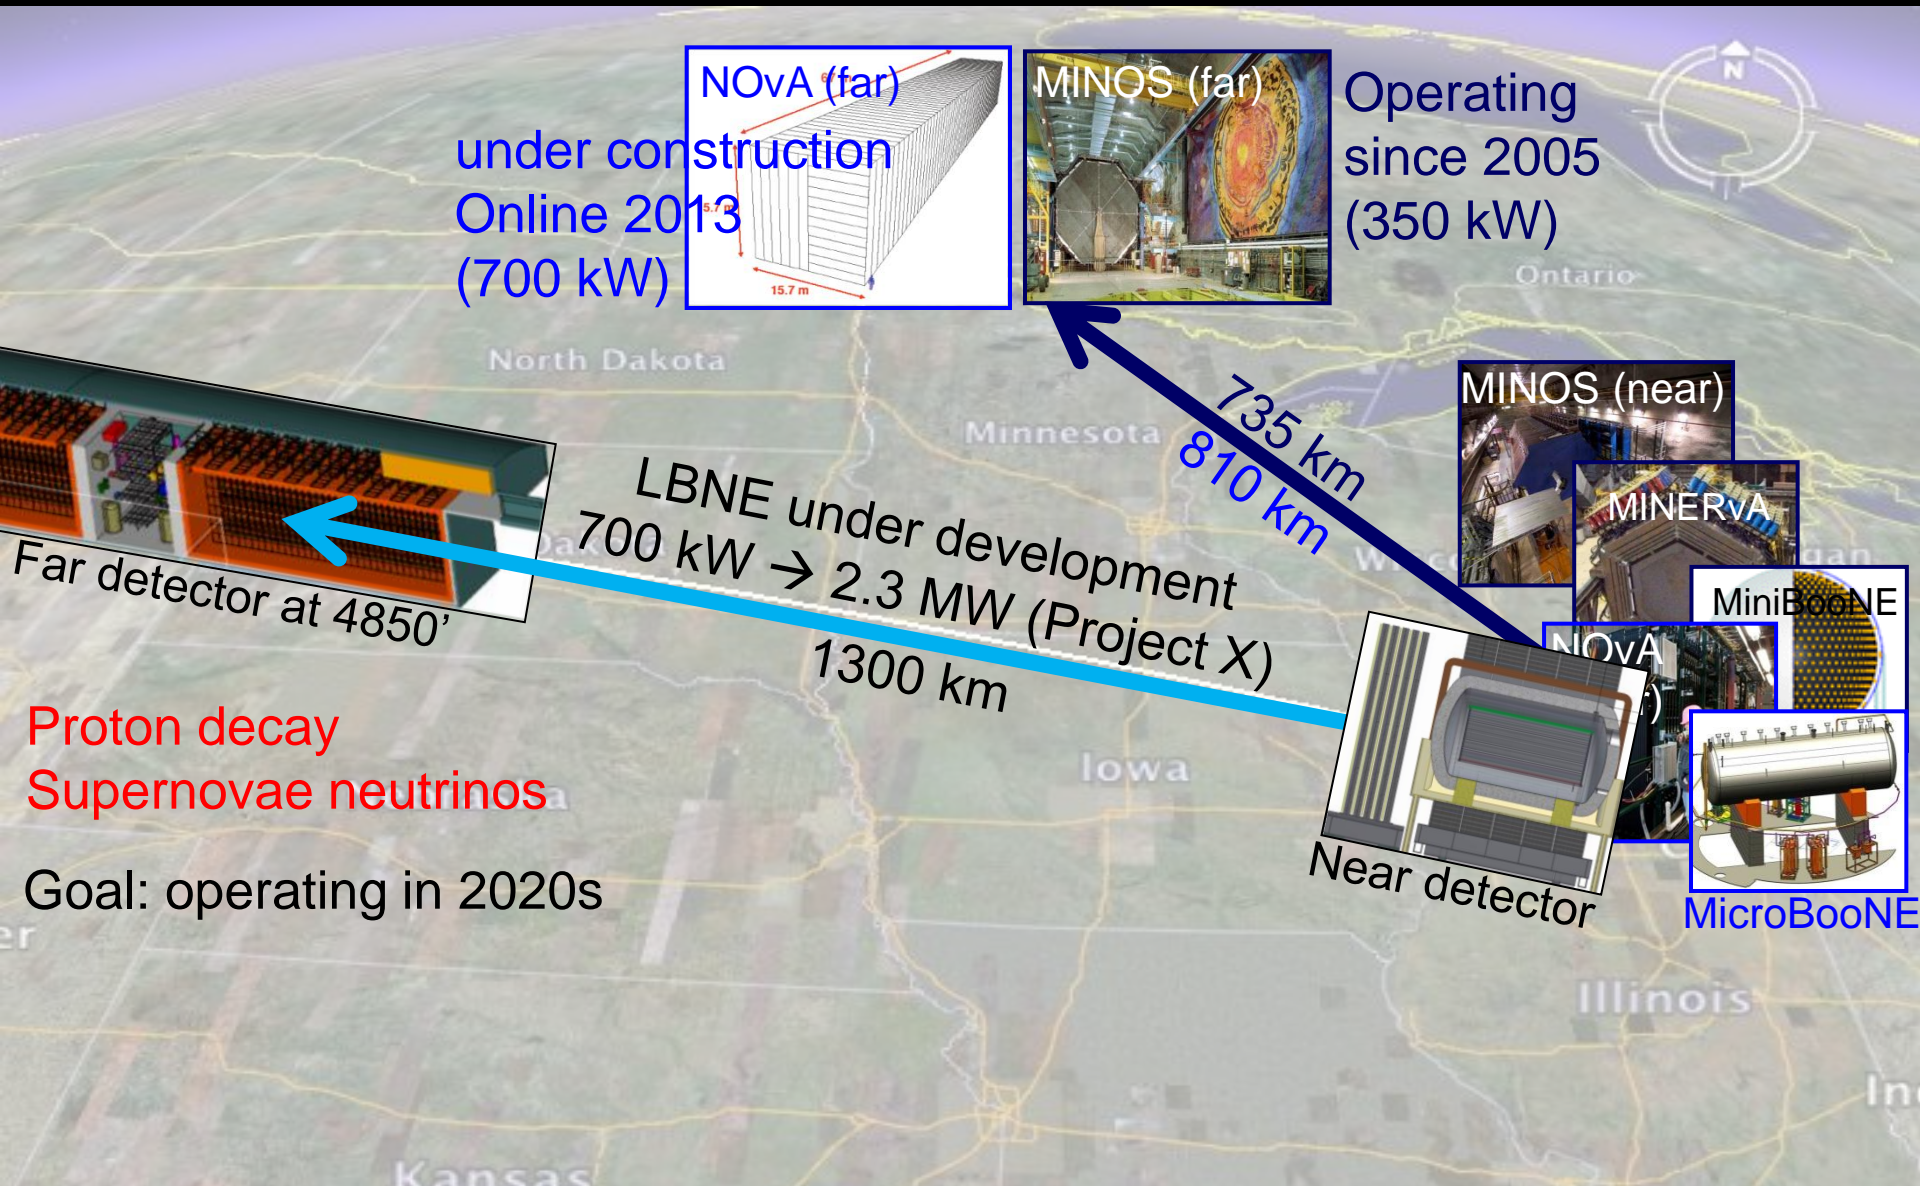 NOvA (far)
under construction
Online 2013
(700 kW)
15.7 m
MINOS (far)
Operating
since 2005
(350 kW)
N
Ontario
North Dakota
Minnesota
735 km
810 km
MINOS (near)
MINERvA
MiniBooNE
NOvA
MicroBooNE
LBNE under development
700 kW → 2.3 MW (Project X)
1300 km
Far detector at 4850’
Near detector
Proton decay
Supernovae neutrinos
Goal: operating in 2020s
Iowa
Illinois
Kansas